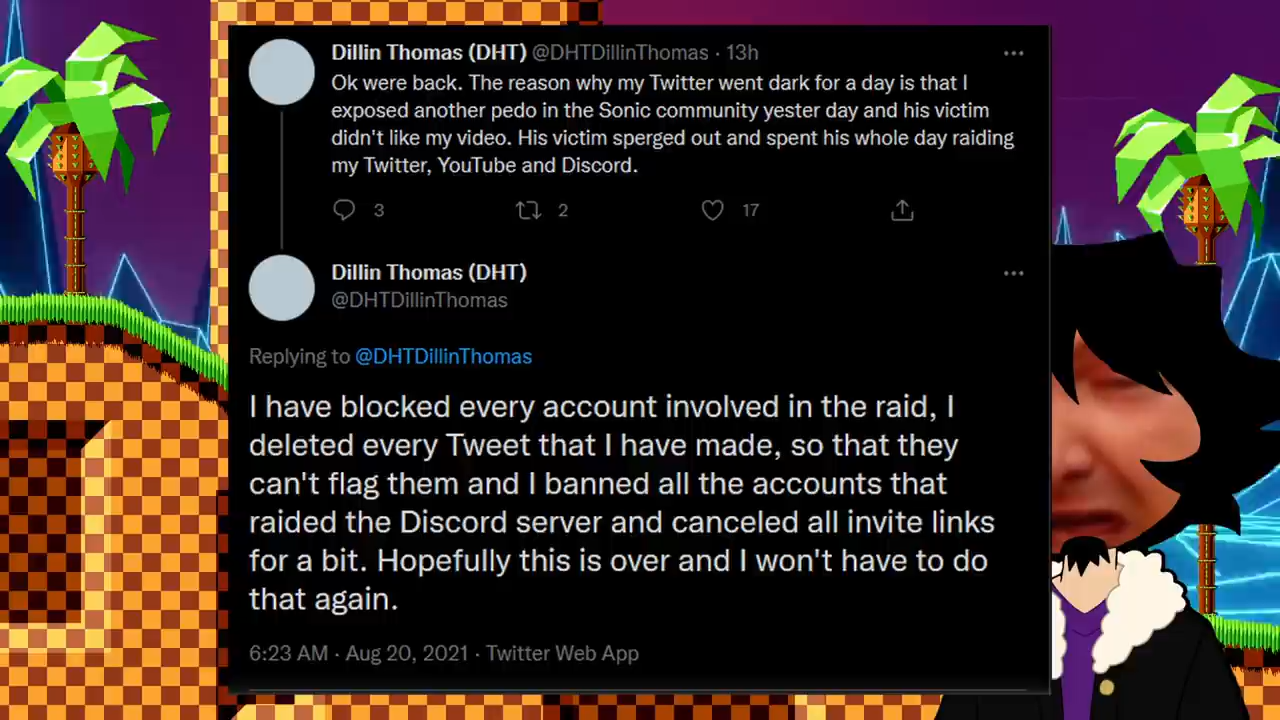 Dillin Thomas (DHT) @DHTDillinThomas · 13h
Ok were back. The reason why my Twitter went dark for a day is that I
exposed another pedo in the Sonic community yester day and his victim
didn't like my video. His victim sperged out and spent his whole day raiding
my Twitter, YouTube and Discord.
3 2 17
Dillin Thomas (DHT)
@DHTDillinThomas
Replying to @DHTDillinThomas
I have blocked every account involved in the raid, I
deleted every Tweet that I have made, so that they
can't flag them and I banned all the accounts that
raided the Discord server and canceled all invite links
for a bit. Hopefully this is over and I won't have to do
that again.
6:23 AM · Aug 20, 2021 · Twitter Web App